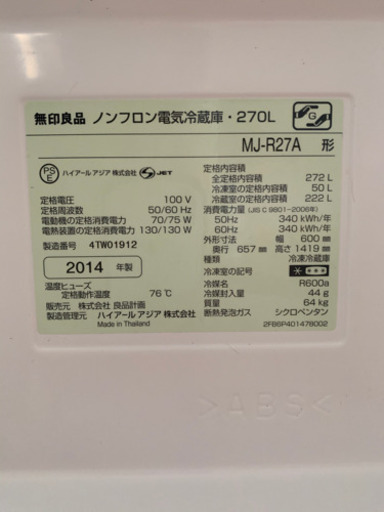 無印良品 ノンフロン電気冷蔵庫・270L
G
MJ-R27A 形
PS E ハイアール アジア 株式会社 S JET
定格電圧 100 V
定格周波数 50/60 Hz
電動機の定格消費電力 70/75 W
電熱装置の定格消費電力 130/130 W
製造番号 4TW01912
2014 年製
温度ヒューズ
定格動作温度 76℃
販売元 株式会社 良品計画
製造管理元 ハイアール アジア 株式会社
Made in Thailand
定格内容積
全定格内容積 272 L
冷凍室の定格内容積 50 L
冷蔵室の定格内容積 222 L
消費電力量 (JIS C 9801-2006年)
50Hz 340 kWh/年
60Hz 340 kWh/年
外形寸法 幅 600 mm
奥行 657 mm 高さ 1419 mm
種類 冷凍冷蔵庫
冷凍室の記号
冷媒名 R600a
冷媒封入量 44 g
質量 64 kg
断熱発泡ガス シクロペンタン
2FB6P401478002
>ABS<